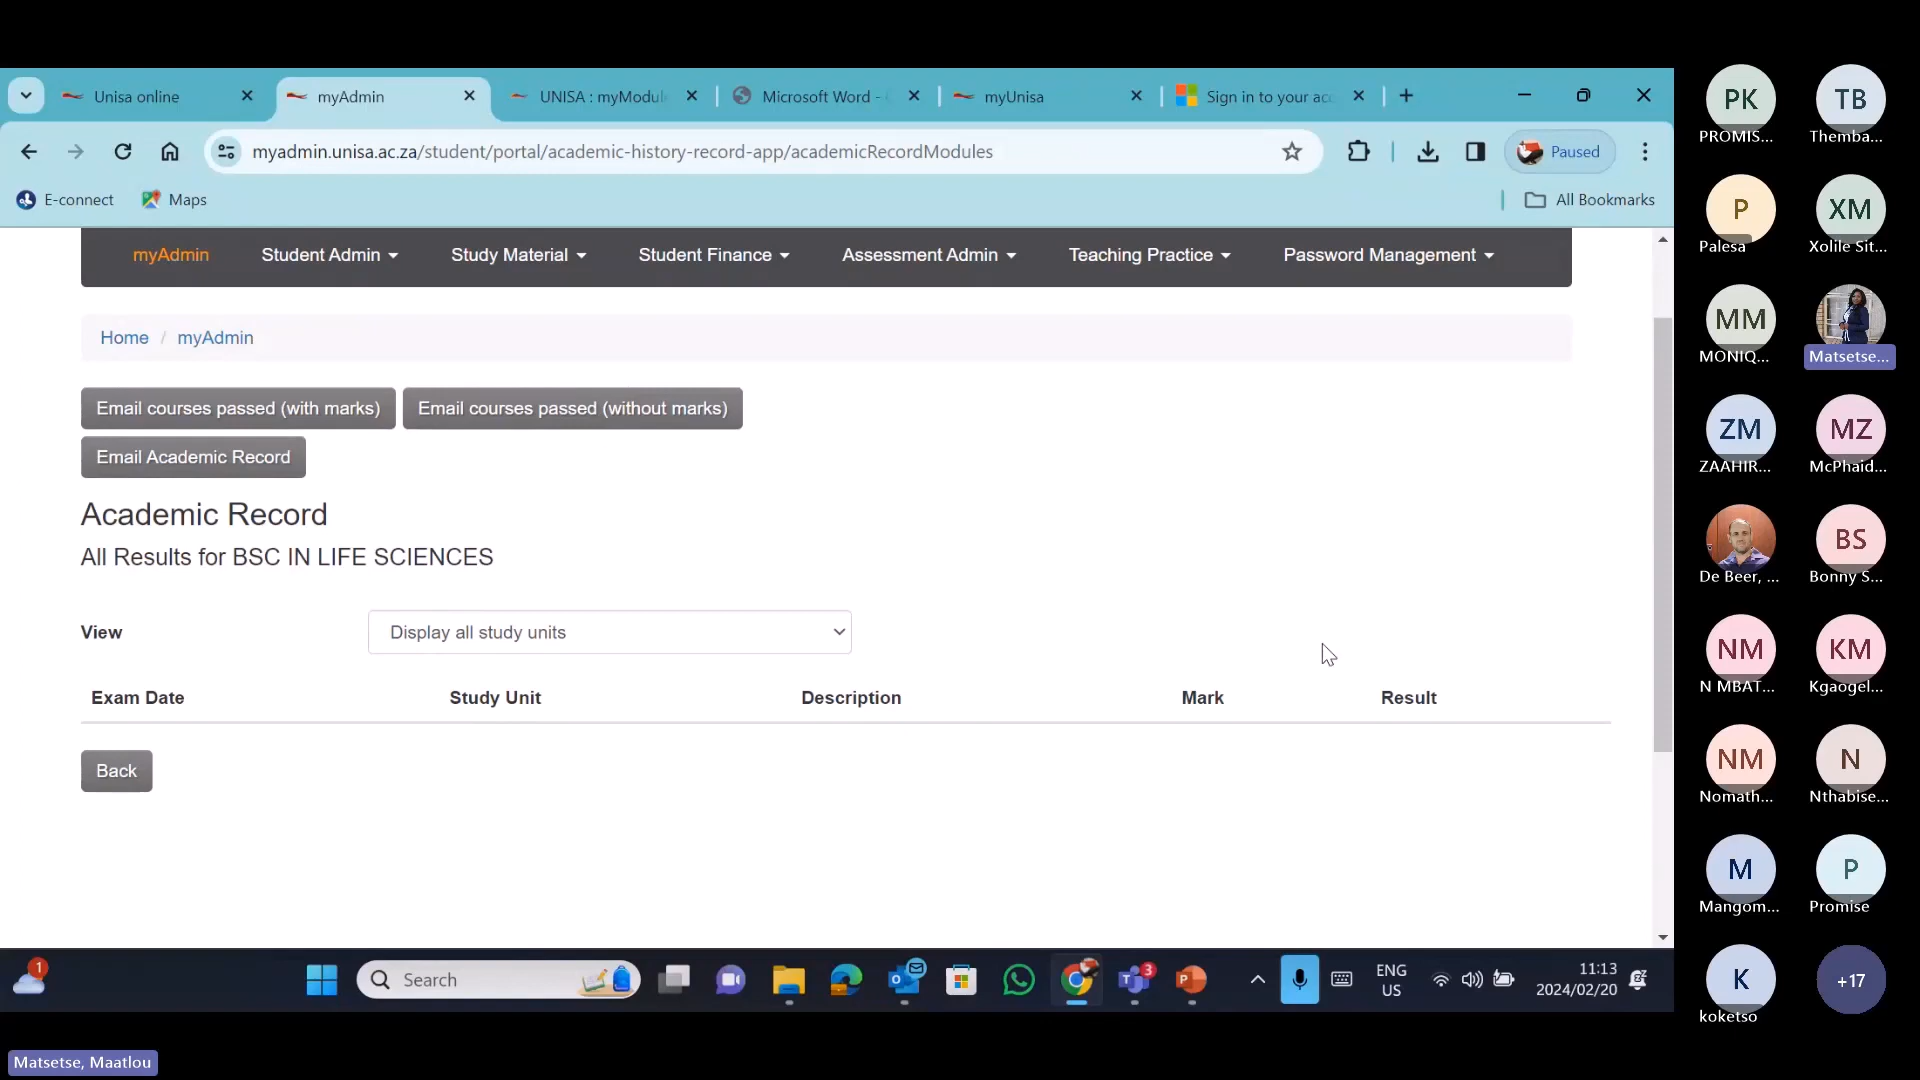 Unisa online
myAdmin
UNISA : myModul
Microsoft Word -
myUnisa
Sign in to your acc
myadmin.unisa.ac.za/student/portal/academic-history-record-app/academicRecordModules
Paused
E-connect
Maps
All Bookmarks
myAdmin
Student Admin
Study Material
Student Finance
Assessment Admin
Teaching Practice
Password Management
Home / myAdmin
Email courses passed (with marks)
Email courses passed (without marks)
Email Academic Record
Academic Record
All Results for BSC IN LIFE SCIENCES
View
Display all study units
Exam Date
Study Unit
Description
Mark
Result
Back
1
Search
3
ENG
US
11:13
2024/02/20
Matsetse, Maatlou
PK
PROMIS...
TB
Themba...
P
Palesa
XM
Xolile Sit...
MM
MONIQ...
Matsetse...
ZM
ZAAHIR...
MZ
McPhaid...
De Beer, ...
BS
Bonny S...
NM
N MBAT...
KM
Kgaogel...
NM
Nomath...
N
Nthabise...
M
Mangom...
P
Promise
K
koketso
+17